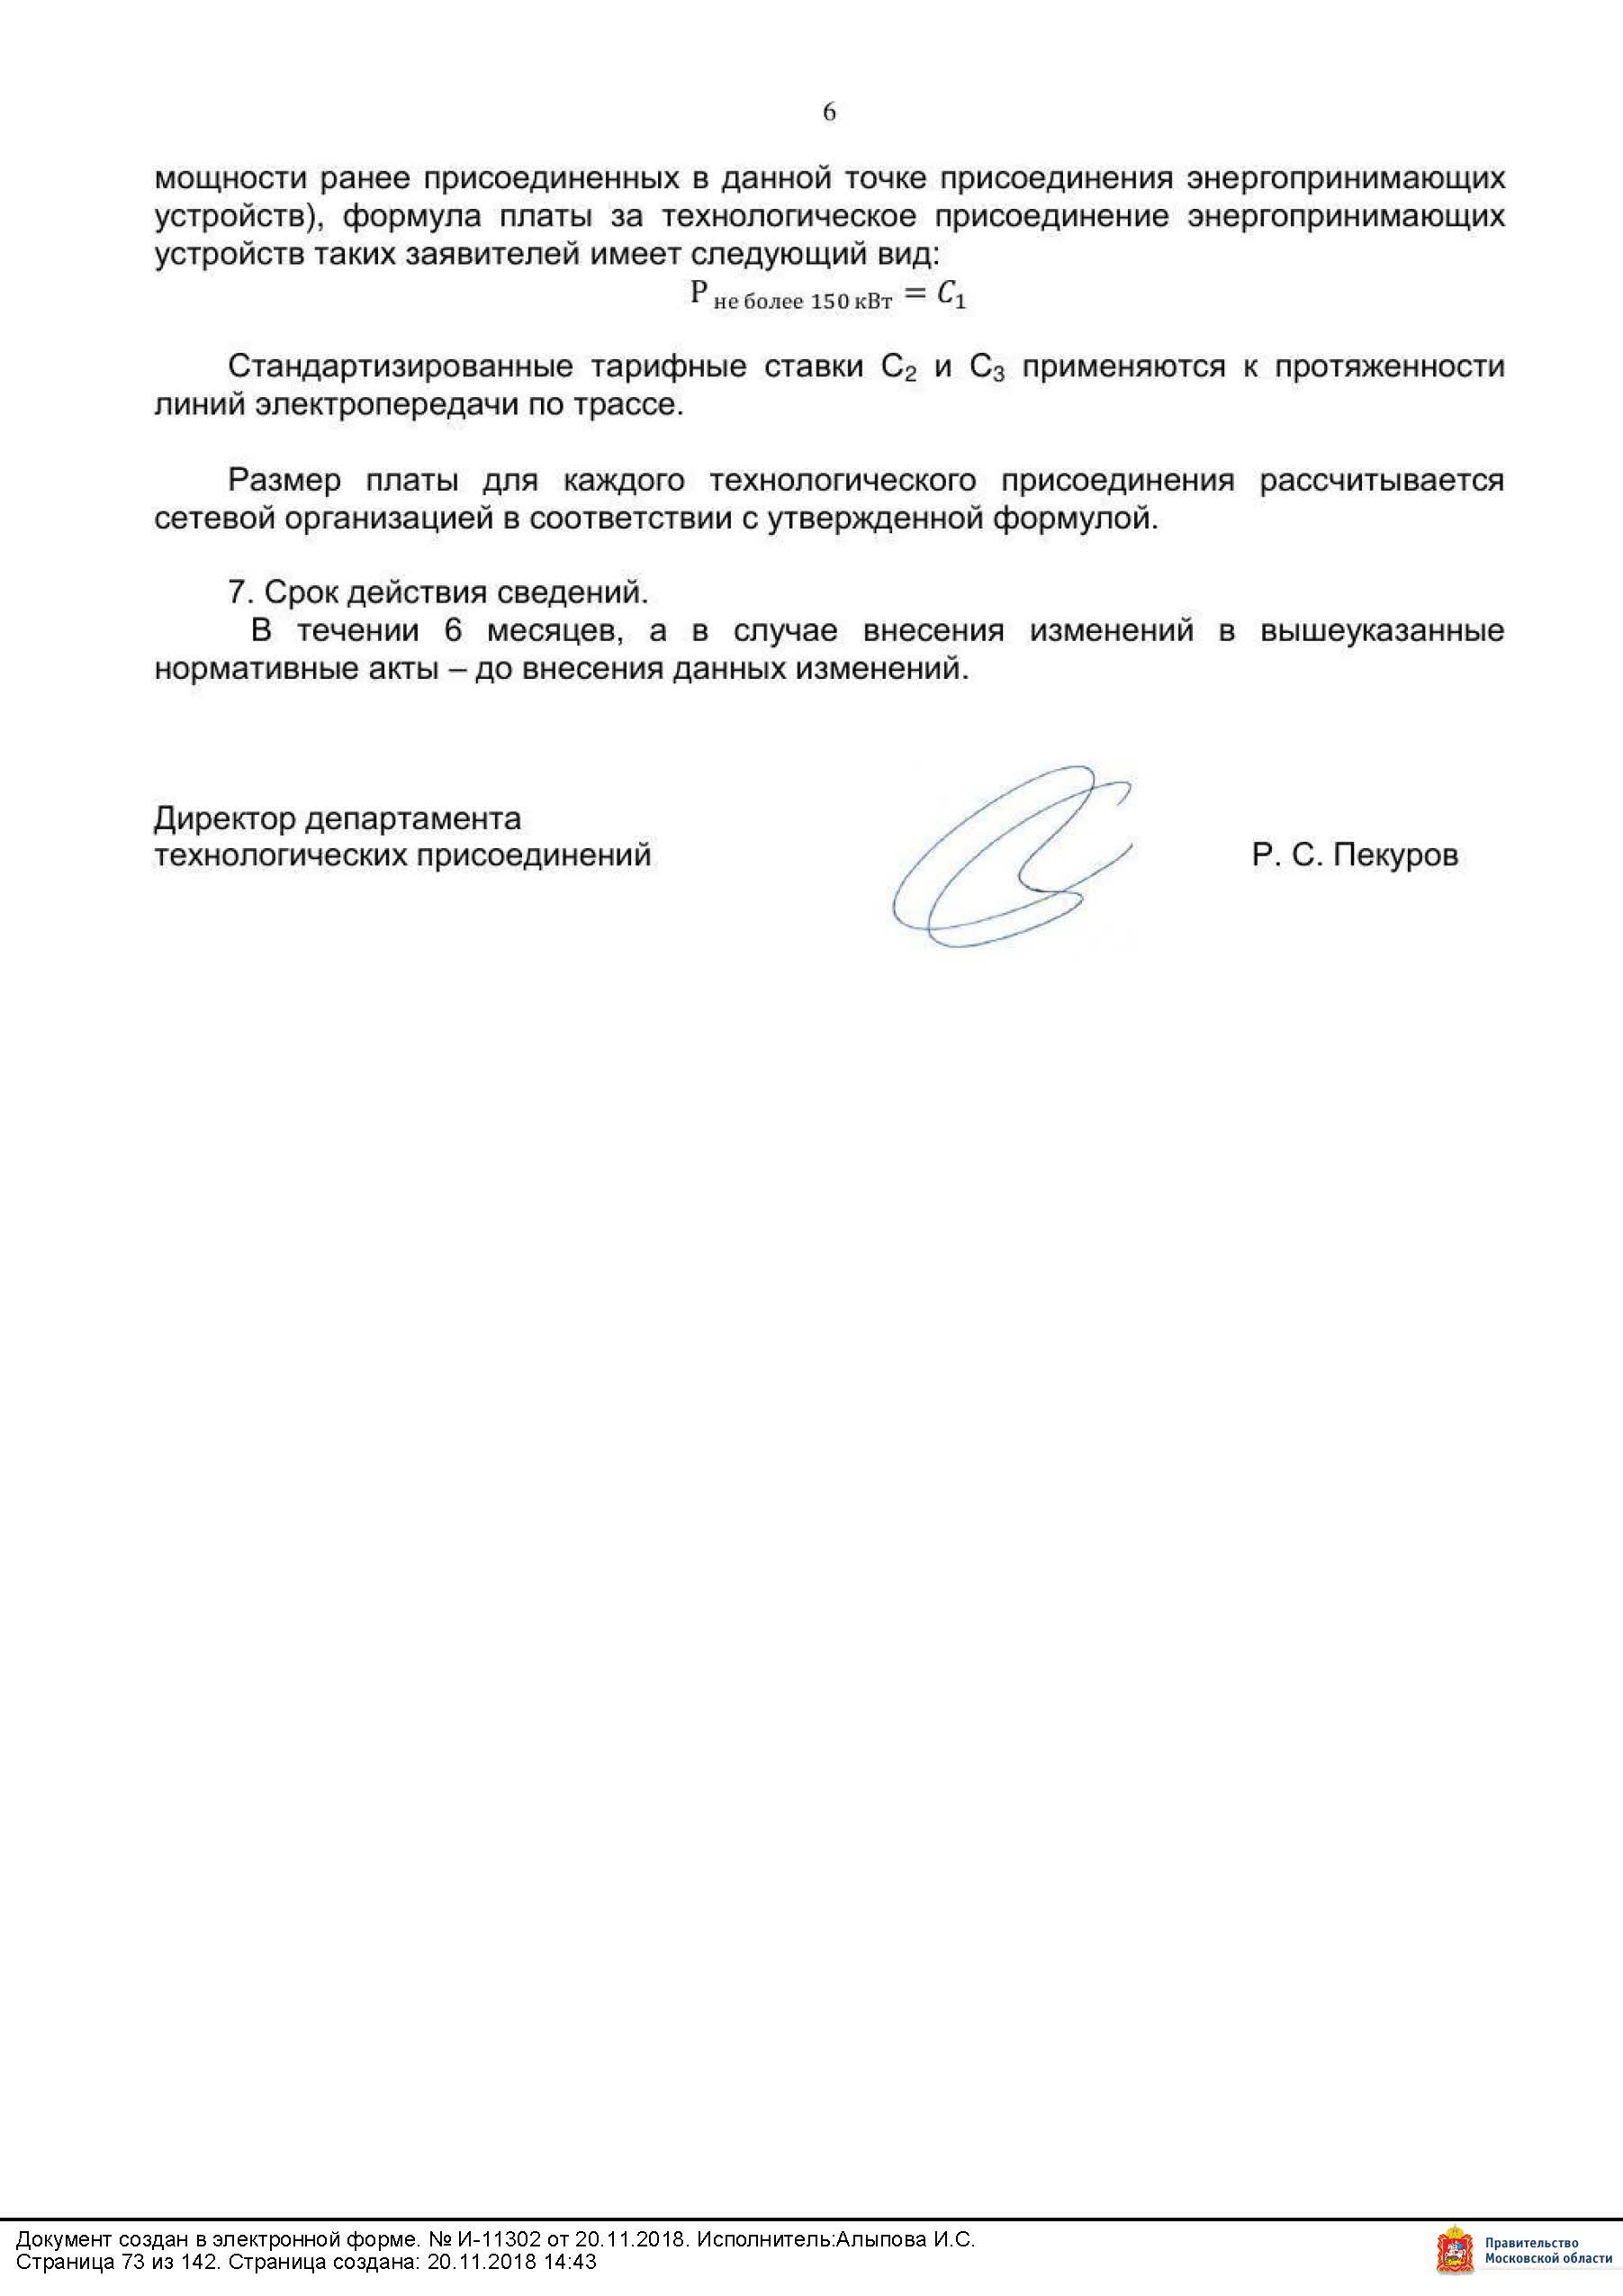 6
мощности ранее присоединенных в данной точке присоединения энергопринимающих
устройств), формула платы за технологическое присоединение энергопринимающих
устройств таких заявителей имеет следующий вид:
P не более 150 кВт = C₁
Стандартизированные тарифные ставки С₂ и С₃ применяются к протяженности
линий электропередачи по трассе.
Размер платы для каждого технологического присоединения рассчитывается
сетевой организацией в соответствии с утвержденной формулой.
7. Срок действия сведений.
В течении 6 месяцев, а в случае внесения изменений в вышеуказанные
нормативные акты – до внесения данных изменений.
Директор департамента
технологических присоединений Р. С. Пекуров
Документ создан в электронной форме. № И-11302 от 20.11.2018. Исполнитель:Алыпова И.С.
Страница 73 из 142. Страница создана: 20.11.2018 14:43
Правительство
Московской области